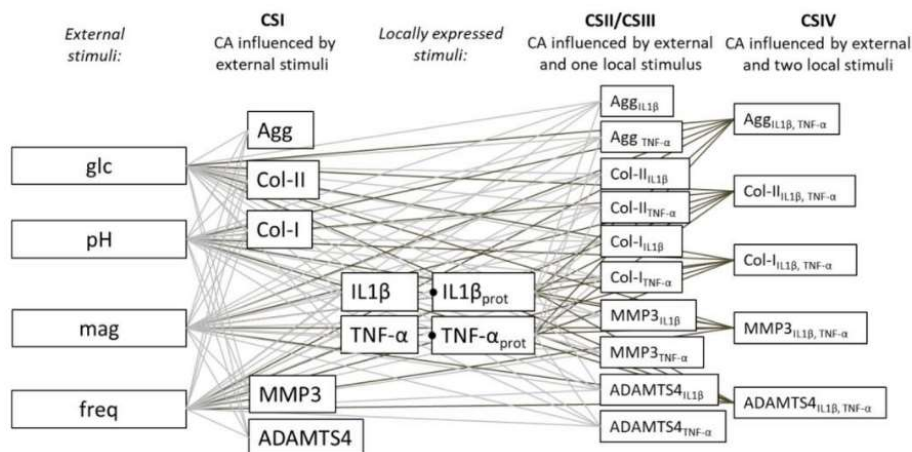 External
stimuli:
CSI
CA influenced by
external stimuli
Locally expressed
stimuli:
CSII/CSIII
CA influenced by external
and one local stimulus
CSIV
CA influenced by external
and two local stimuli
glc
pH
mag
freq
Agg
Col-II
Col-I
MMP3
ADAMTS4
IL1β
TNF-α
IL1βprot
TNF-αprot
AggIL1β
Agg TNF-α
Col-IIIL1β
Col-IITNF-α
Col-IIL1β
Col-ITNF-α
MMP3IL1β
MMP3TNF-α
ADAMTS4IL1β
ADAMTS4TNF-α
AggIL1β, TNF-α
Col-IIIL1β, TNF-α
Col-IIL1β, TNF-α
MMP3IL1β, TNF-α
ADAMTS4IL1β, TNF-α